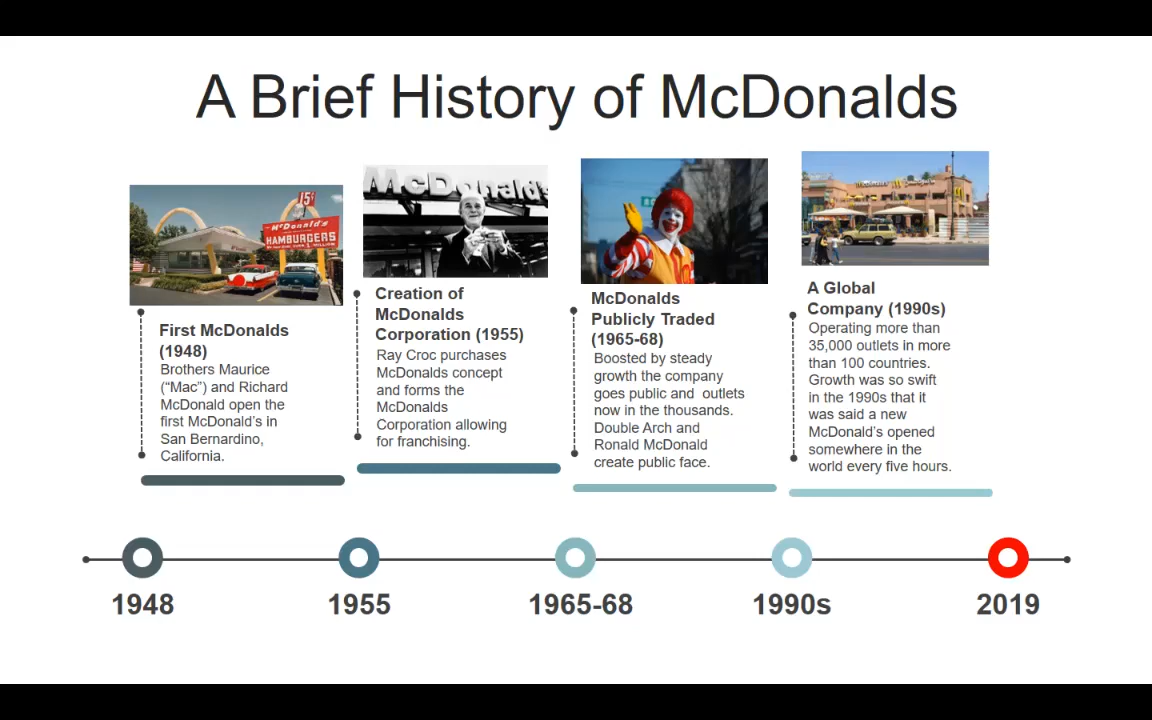 A Brief History of McDonalds
15¢
McDonald's
HAMBURGERS
First McDonalds
(1948)
Brothers Maurice
(“Mac”) and Richard
McDonald open the
first McDonald’s in
San Bernardino,
California.
McDonald's
Creation of
McDonalds
Corporation (1955)
Ray Croc purchases
McDonalds concept
and forms the
McDonalds
Corporation allowing
for franchising.
McDonalds
Publicly Traded
(1965-68)
Boosted by steady
growth the company
goes public and  outlets
now in the thousands.
Double Arch and
Ronald McDonald
create public face.
A Global
Company (1990s)
Operating more than
35,000 outlets in more
than 100 countries.
Growth was so swift
in the 1990s that it
was said a new
McDonald’s opened
somewhere in the
world every five hours.
1948
1955
1965-68
1990s
2019